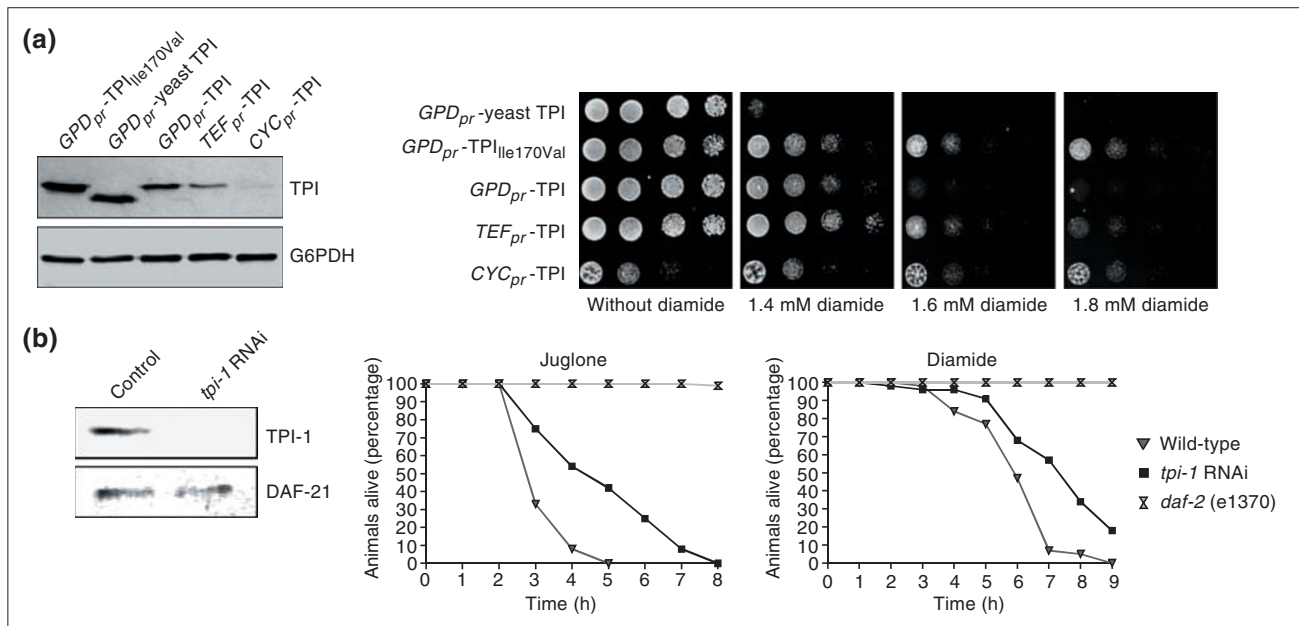 (a)
GPDpr-TPIIle170Val
GPDpr-yeast TPI
GPDpr-TPI
TEFpr-TPI
CYCpr-TPI
TPI
G6PDH
GPDpr-yeast TPI
GPDpr-TPIIle170Val
GPDpr-TPI
TEFpr-TPI
CYCpr-TPI
Without diamide
1.4 mM diamide
1.6 mM diamide
1.8 mM diamide
(b)
Control
tpi-1 RNAi
TPI-1
DAF-21
Juglone
Animals alive (percentage)
100
90
80
70
60
50
40
30
20
10
0
0 1 2 3 4 5 6 7 8
Time (h)
Diamide
Animals alive (percentage)
100
90
80
70
60
50
40
30
20
10
0
0 1 2 3 4 5 6 7 8 9
Time (h)
Wild-type
tpi-1 RNAi
daf-2 (e1370)